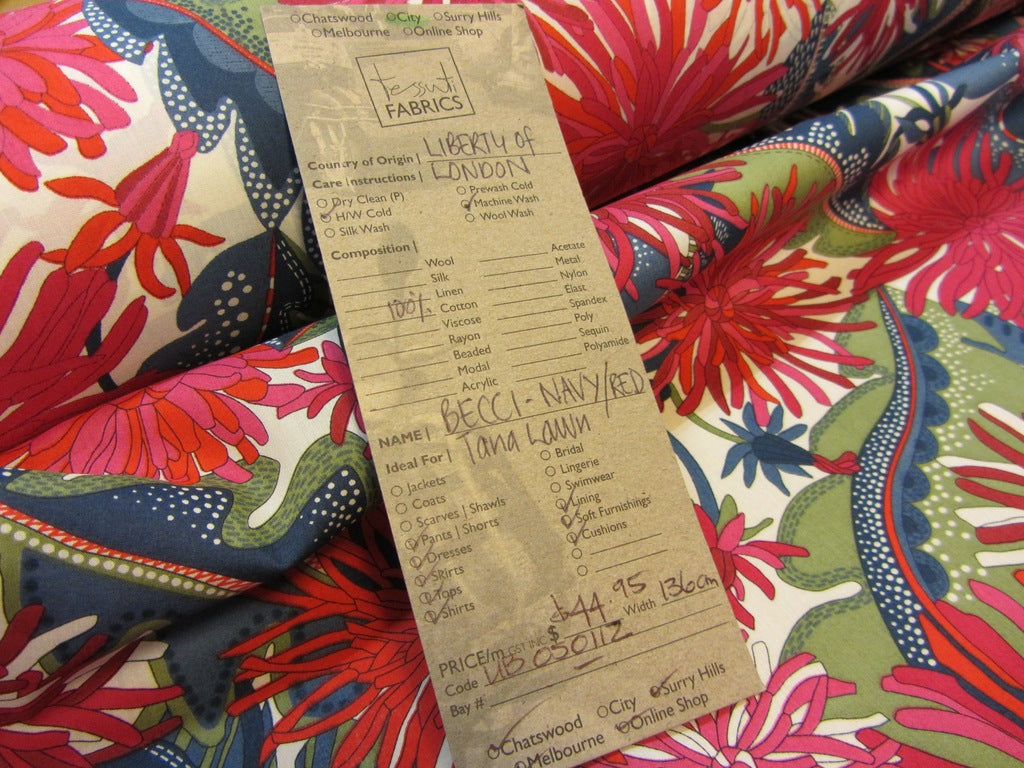 Chatswood City Surry Hills
Melbourne Online Shop
Tessuti
FABRICS
Country of Origin | LIBERTY of
LONDON
Care Instructions |
Dry Clean (P) Prewash Cold
H/W Cold Machine Wash
Silk Wash Wool Wash
Composition |
Wool Acetate
Silk Metal
Linen Nylon
100% Cotton Elast
Viscose Spandex
Rayon Poly
Beaded Sequin
Modal Polyamide
Acrylic
NAME | BECCI - NAVY/RED
Ideal For | Tana Lawn
Jackets Bridal
Coats Lingerie
Scarves | Shawls Swimwear
Pants | Shorts Lining
Dresses Soft Furnishings
Skirts Cushions
Tops
Shirts
PRICE/m GST INC $ 44.95 Width 136cm
Code LIB 030112
Bay #
Chatswood City Surry Hills
Melbourne Online Shop